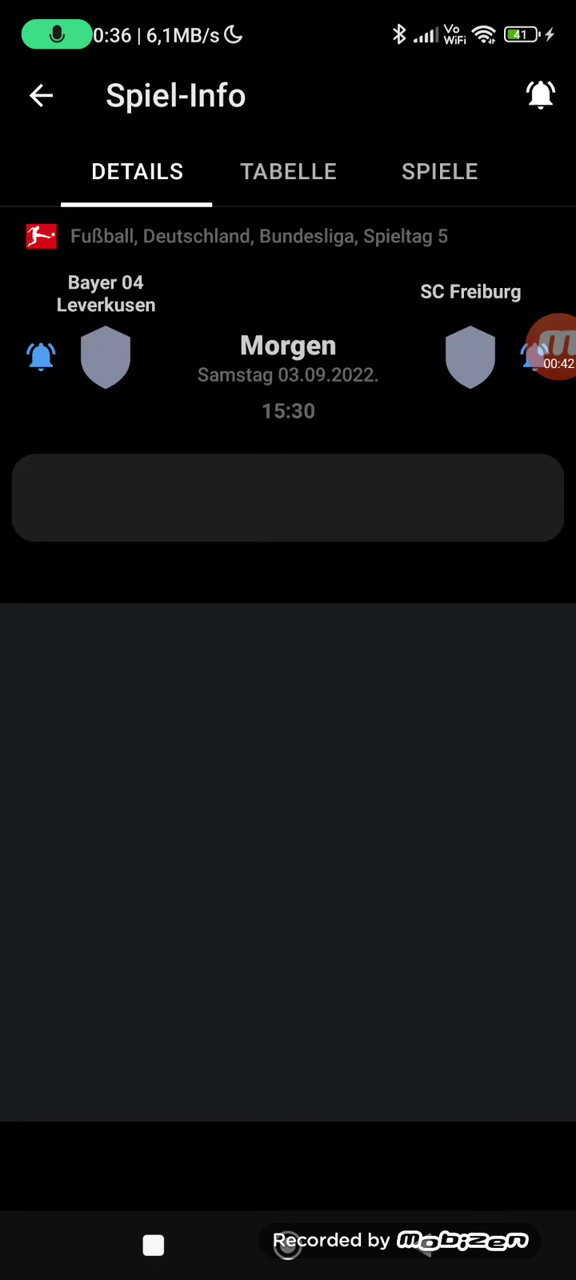 0:36 | 6,1MB/s
Vo
WiFi
41
Spiel-Info
DETAILS
TABELLE
SPIELE
Fußball, Deutschland, Bundesliga, Spieltag 5
Bayer 04
Leverkusen
SC Freiburg
Morgen
Samstag 03.09.2022.
15:30
00:42
Recorded by mobizen